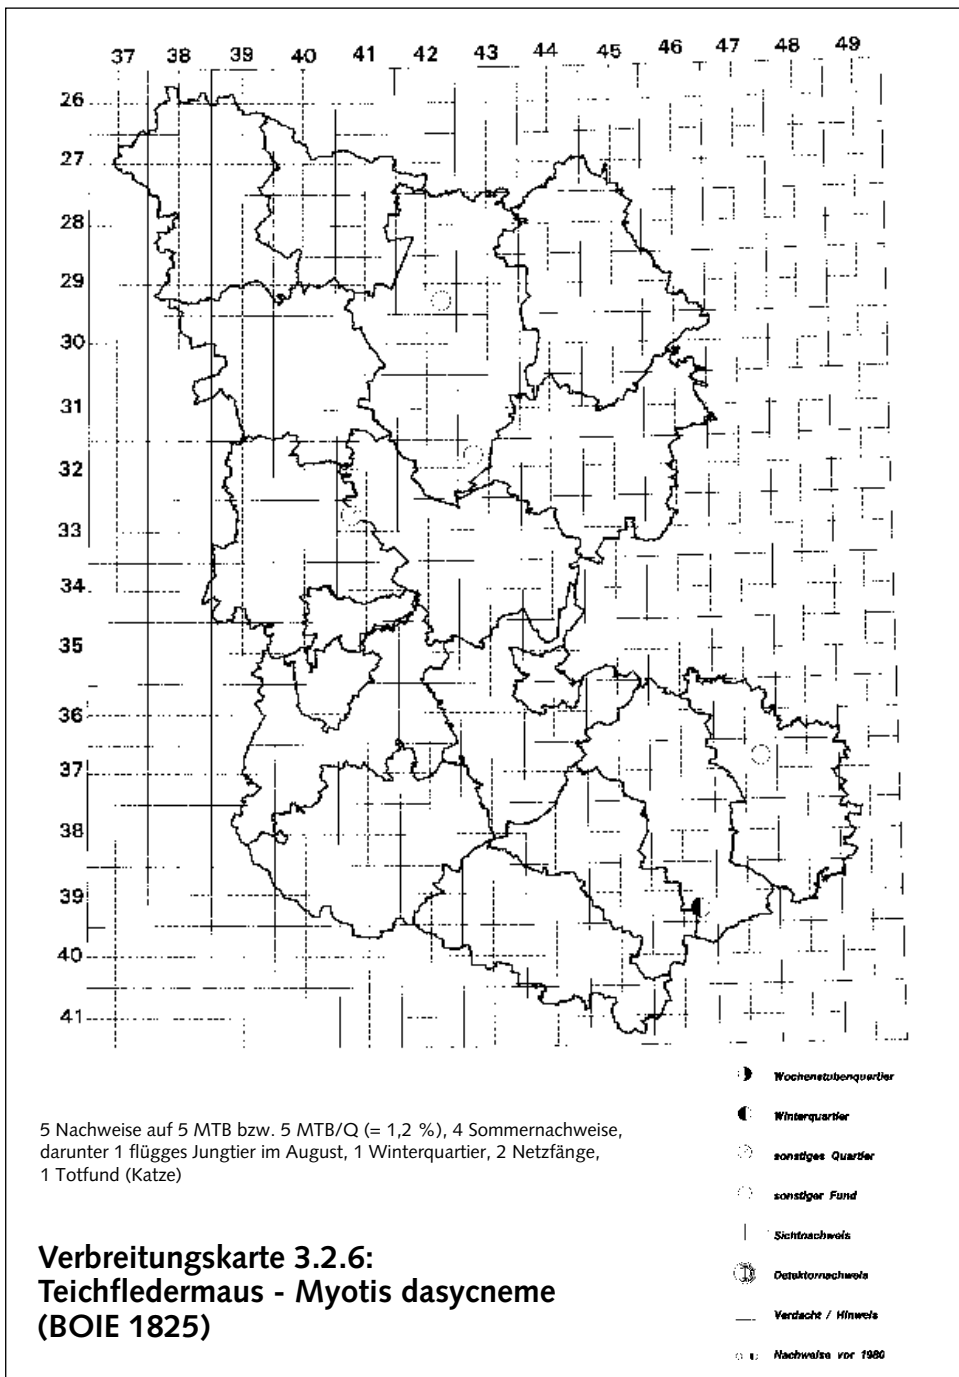 37 38 39 40 41 42 43 44 45 46 47 48 49
26
27
28
29
30
31
32
33
34
35
36
37
38
39
40
41
Wochenstubenquartier
Winterquartier
sonstiges Quartier
sonstiger Fund
Sichtnachweis
Detektornachweis
Verdacht / Hinweis
Nachweise vor 1980
5 Nachweise auf 5 MTB bzw. 5 MTB/Q (= 1,2 %), 4 Sommernachweise,
darunter 1 flügges Jungtier im August, 1 Winterquartier, 2 Netzfänge,
1 Totfund (Katze)
Verbreitungskarte 3.2.6:
Teichfledermaus - Myotis dasycneme
(BOIE 1825)